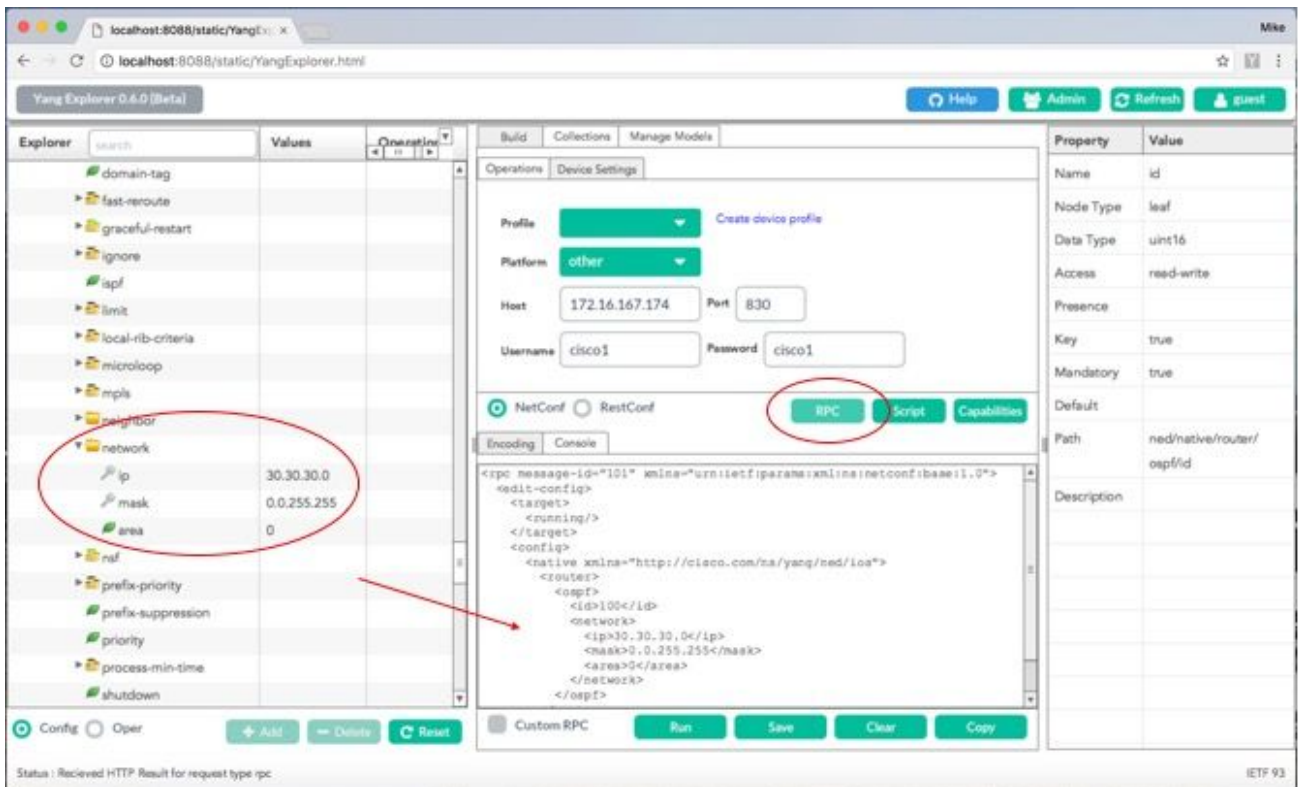 localhost:8088/static/YangEx
Mike
localhost:8088/static/YangExplorer.html
Yang Explorer 0.6.0 (Beta)
Help
Admin
Refresh
guest
Explorer
search
Values
Operation
domain-tag
fast-reroute
graceful-restart
ignore
ispf
limit
local-rib-criteria
microloop
mpls
neighbor
network
ip 30.30.30.0
mask 0.0.255.255
area 0
nsf
prefix-priority
prefix-suppression
priority
process-min-time
shutdown
Config
Oper
Add
Delete
Reset
Build
Collections
Manage Models
Operations
Device Settings
Profile
Create device profile
Platform other
Host 172.16.167.174 Port 830
Username cisco1 Password cisco1
NetConf
RestConf
RPC
Script
Capabilities
Encoding
Console
<rpc message-id="101" xmlns="urn:ietf:params:xml:ns:netconf:base:1.0">
<edit-config>
<target>
<running/>
</target>
<config>
<native xmlns="http://cisco.com/ns/yang/ned/ios">
<router>
<ospf>
<id>100</id>
<network>
<ip>30.30.30.0</ip>
<mask>0.0.255.255</mask>
<area>0</area>
</network>
</ospf>
Custom RPC
Run
Save
Clear
Copy
Property Value
Name id
Node Type leaf
Data Type uint16
Access read-write
Presence
Key true
Mandatory true
Default
Path ned/native/router/
ospf/id
Description
Status : Recieved HTTP Result for request type rpc
IETF 93